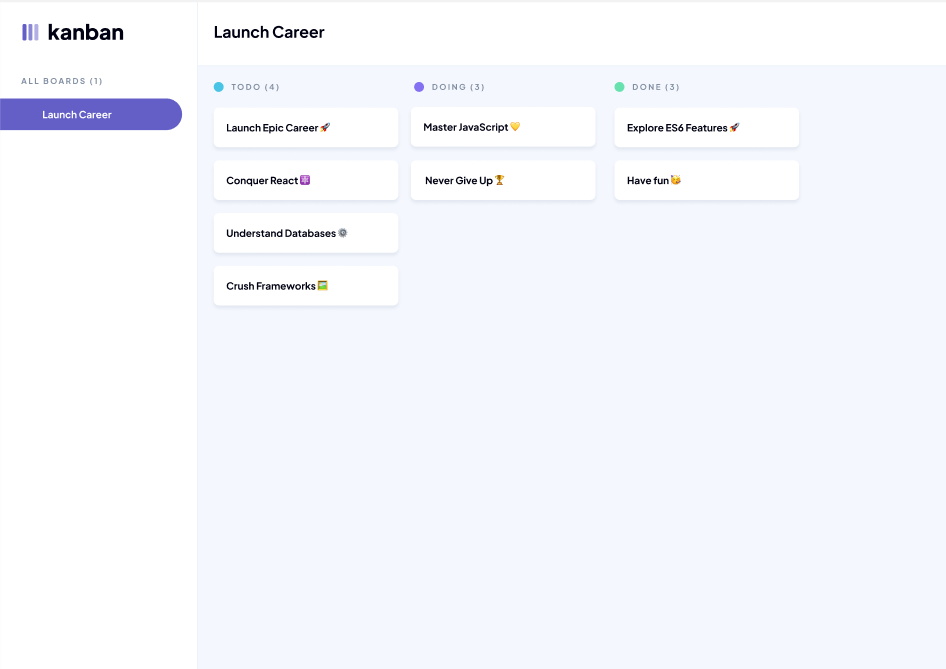 kanban
ALL BOARDS (1)
Launch Career
Launch Career
TODO (4)
Launch Epic Career 🚀
Conquer React ⚛️
Understand Databases ⚙️
Crush Frameworks 🖼️
DOING (3)
Master JavaScript 💛
Never Give Up 🏆
DONE (3)
Explore ES6 Features 🚀
Have fun 🥳